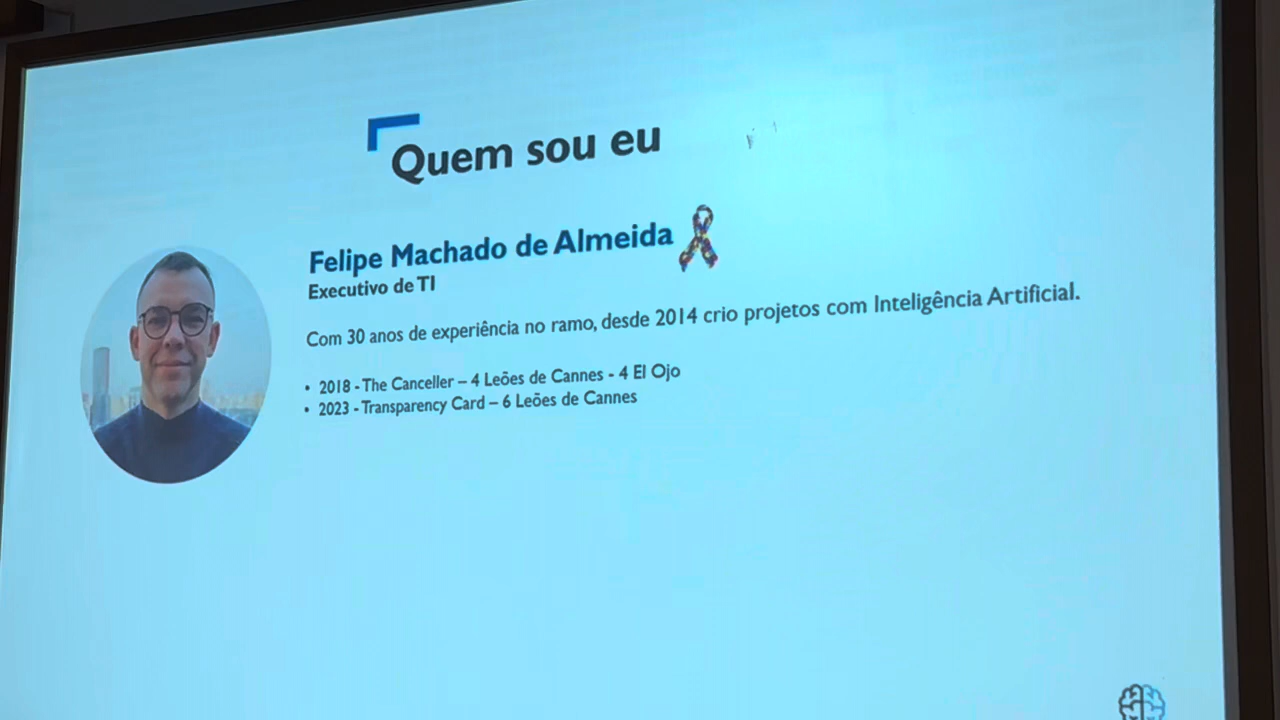 Quem sou eu
Felipe Machado de Almeida
Executivo de TI
Com 30 anos de experiência no ramo, desde 2014 crio projetos com Inteligência Artificial.
• 2018 - The Canceller – 4 Leões de Cannes - 4 El Ojo
• 2023 - Transparency Card – 6 Leões de Cannes